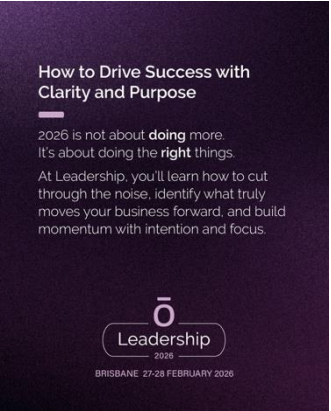 How to Drive Success with
Clarity and Purpose
2026 is not about doing more.
It's about doing the right things.
At Leadership, you'll learn how to cut
through the noise, identify what truly
moves your business forward, and build
momentum with intention and focus.
Ō
Leadership
2026
BRISBANE 27-28 FEBRUARY 2026